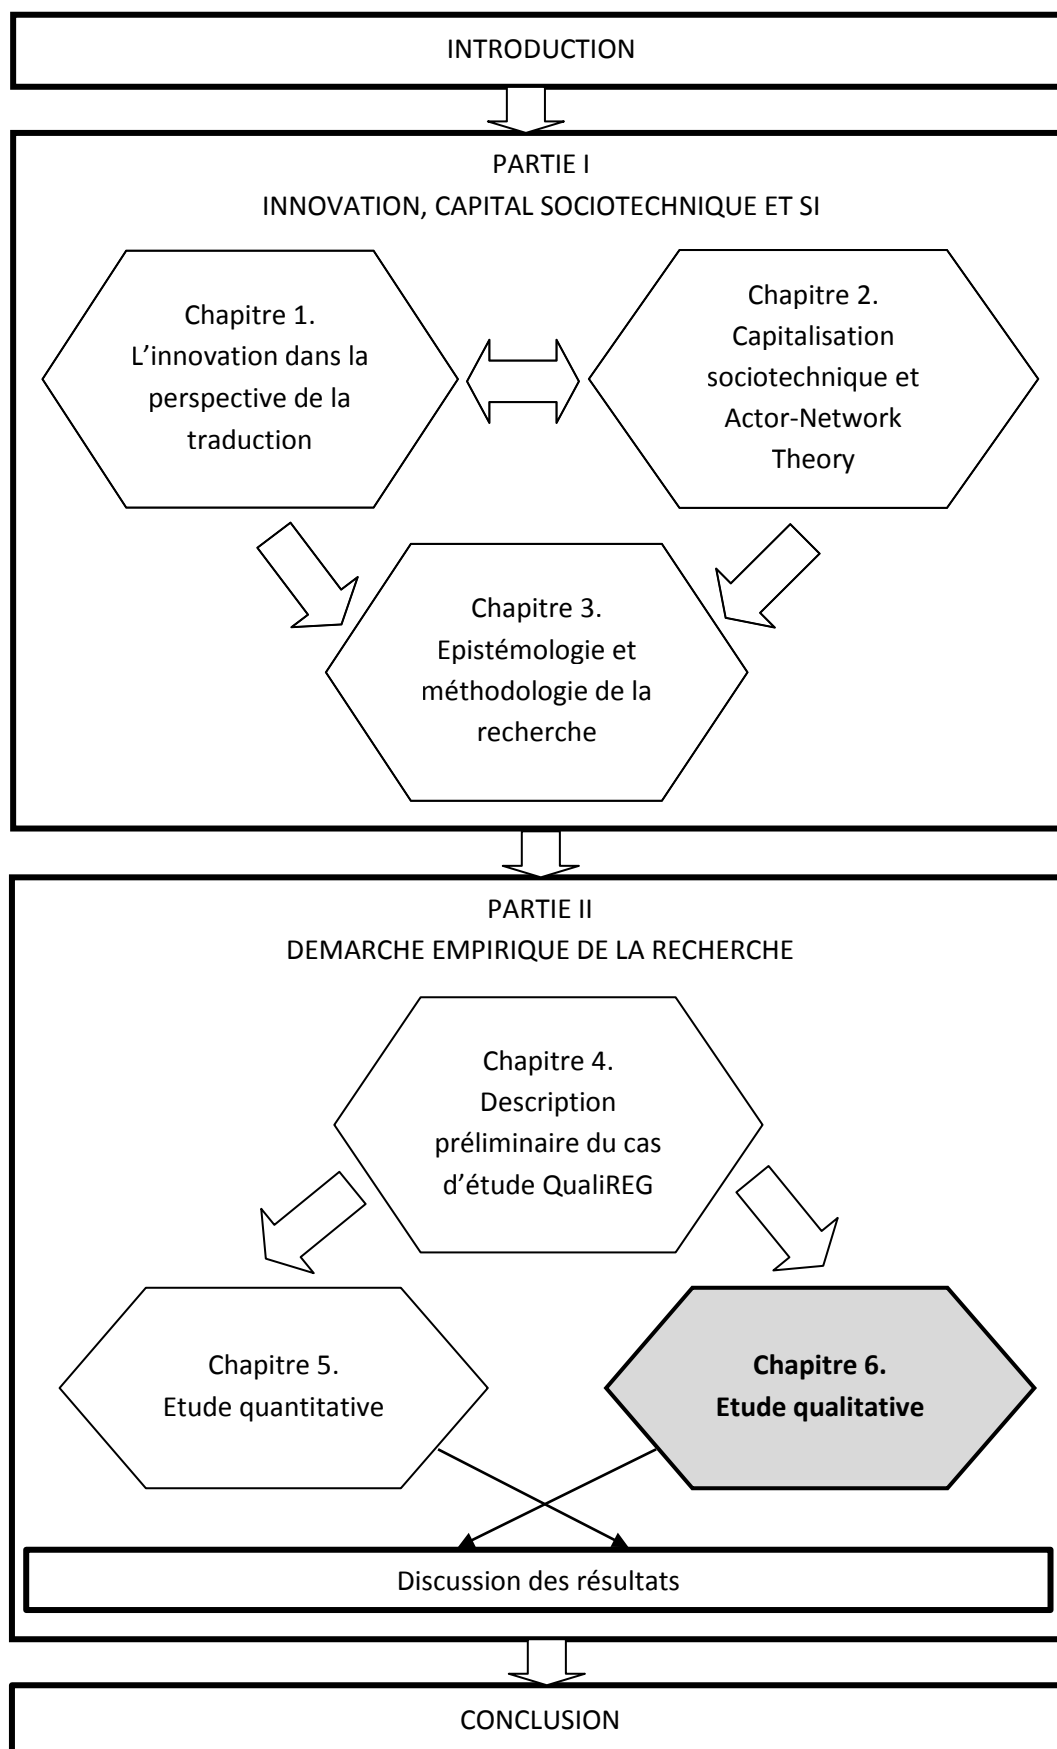 INTRODUCTION
PARTIE I
INNOVATION, CAPITAL SOCIOTECHNIQUE ET SI
Chapitre 1.
L’innovation dans la
perspective de la
traduction
Chapitre 2.
Capitalisation
sociotechnique et
Actor-Network
Theory
Chapitre 3.
Epistémologie et
méthodologie de la
recherche
PARTIE II
DEMARCHE EMPIRIQUE DE LA RECHERCHE
Chapitre 4.
Description
préliminaire du cas
d’étude QualiREG
Chapitre 5.
Etude quantitative
Chapitre 6.
Etude qualitative
Discussion des résultats
CONCLUSION